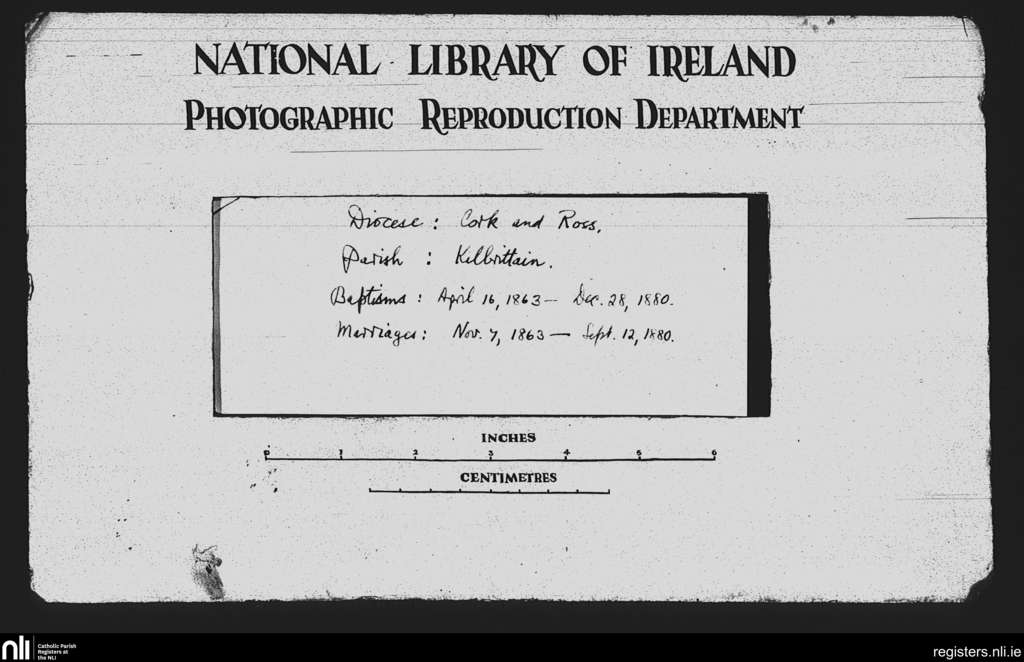 NATIONAL LIBRARY OF IRELAND
PHOTOGRAPHIC REPRODUCTION DEPARTMENT
Diocese : Cork and Ross.
Parish : Kilbrittain.
Baptisms : April 16, 1863 — Dec. 28, 1880.
Marriages : Nov. 7, 1863 — Sept. 12, 1880.
INCHES
0 1 2 3 4 5 6
CENTIMETRES
nli Catholic Parish
Registers at
the NLI
registers.nli.ie